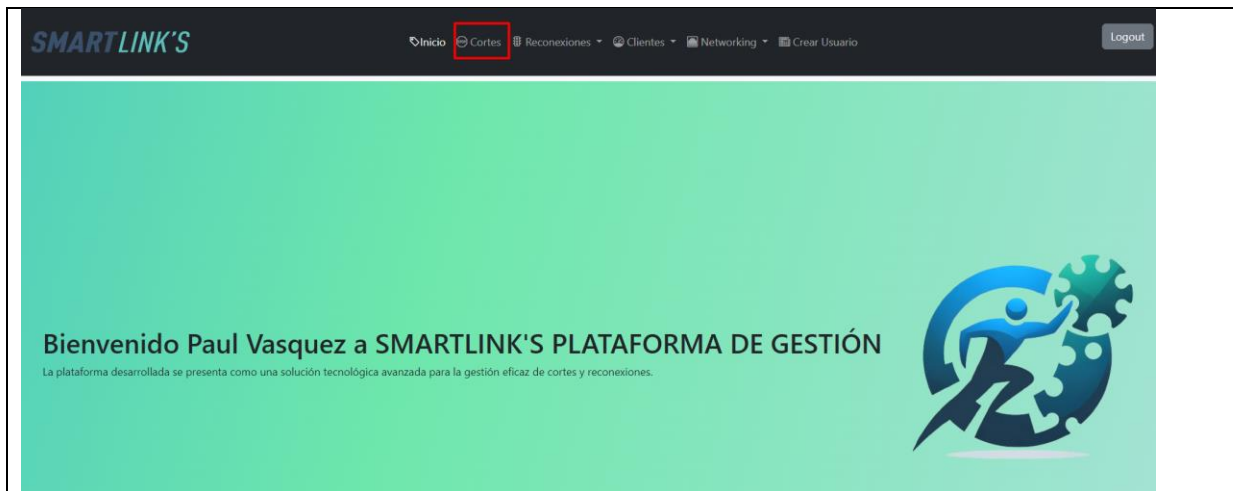 SMARTLINK'S
Inicio Cortes Reconexiones Clientes Networking Crear Usuario
Logout
Bienvenido Paul Vasquez a SMARTLINK'S PLATAFORMA DE GESTIÓN
La plataforma desarrollada se presenta como una solución tecnológica avanzada para la gestión eficaz de cortes y reconexiones.